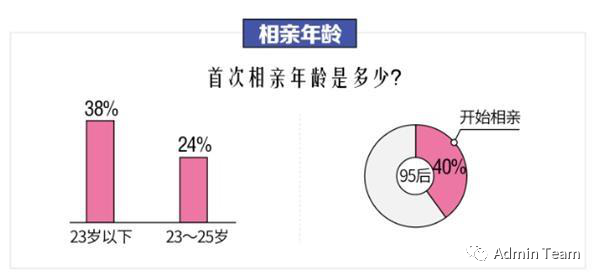 相亲年龄
首次相亲年龄是多少?
38%
24%
23岁以下
23～25岁
开始相亲
40%
95后
Admin Team